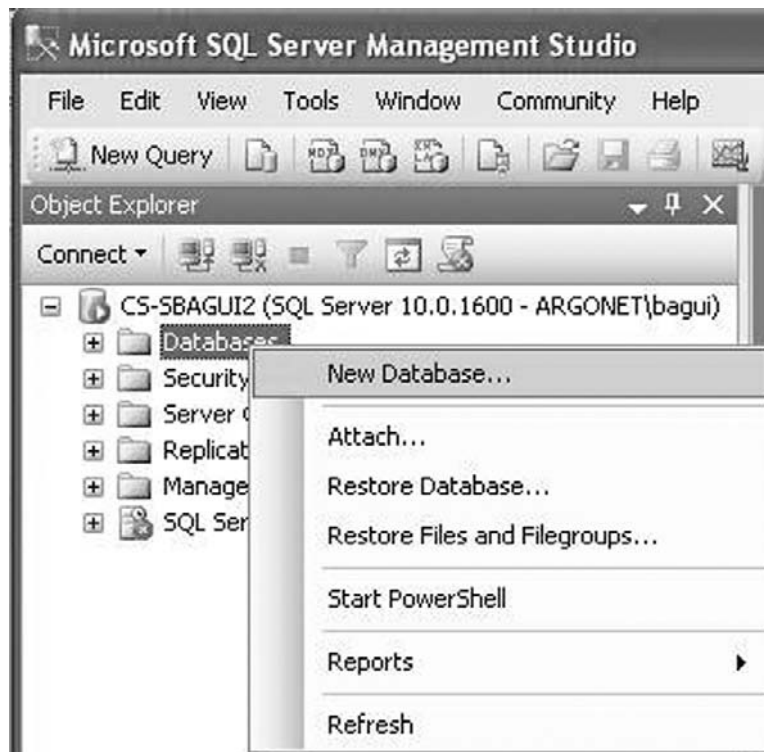 Microsoft SQL Server Management Studio
File Edit View Tools Window Community Help
New Query
Object Explorer
Connect
CS-SBAGUI2 (SQL Server 10.0.1600 - ARGONET\bagui)
Databases
New Database...
Security
Attach...
Server
Replicat
Restore Database...
Manage
SQL Ser
Restore Files and Filegroups...
Start PowerShell
Reports
Refresh